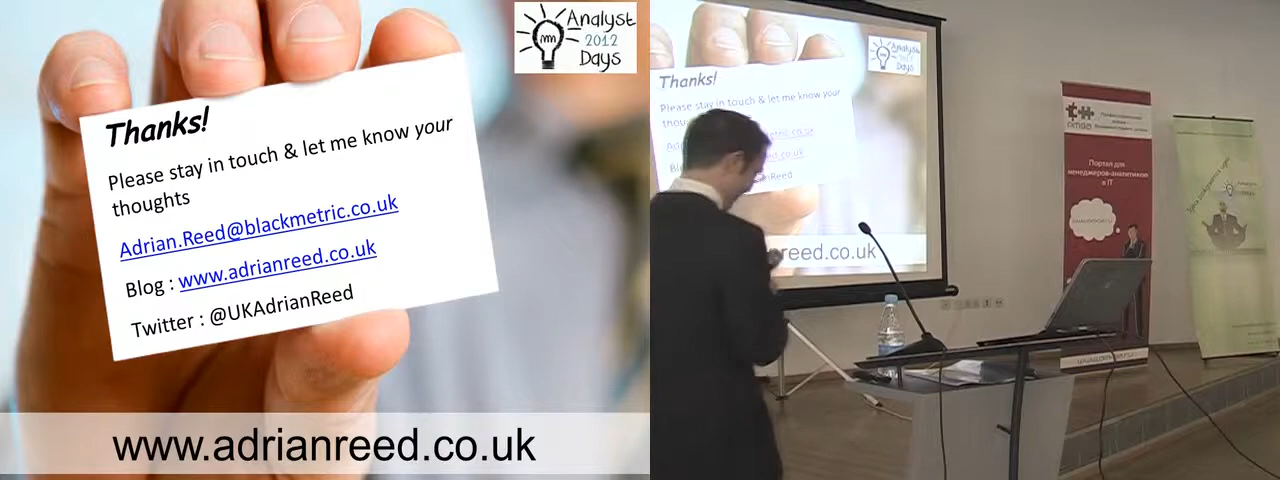 Analyst
2012
Days
Thanks!
Please stay in touch & let me know your
thoughts
Adrian.Reed@blackmetric.co.uk
Blog : www.adrianreed.co.uk
Twitter : @UKAdrianReed
www.adrianreed.co.uk
Analyst
Days
Thanks!
Please stay in touch & let me know your
reed.co.uk
Портал для
менеджеров-аналитиков
в IT